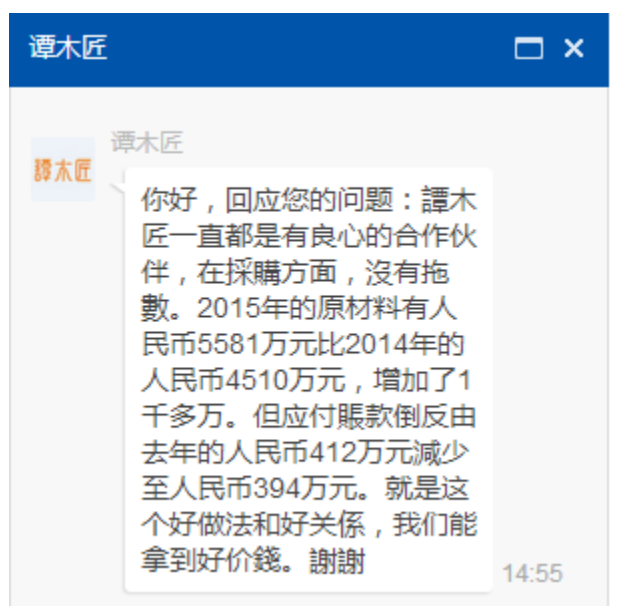 谭木匠
谭木匠
譚木匠
你好，回应您的问题：譚木
匠一直都是有良心的合作伙
伴，在採購方面，沒有拖
數。2015年的原材料有人
民币5581万元比2014年的
人民币4510万元，增加了1
千多万。但应付賬款倒反由
去年的人民币412万元減少
至人民币394万元。就是这
个好做法和好关係，我们能
拿到好价錢。謝謝
14:55